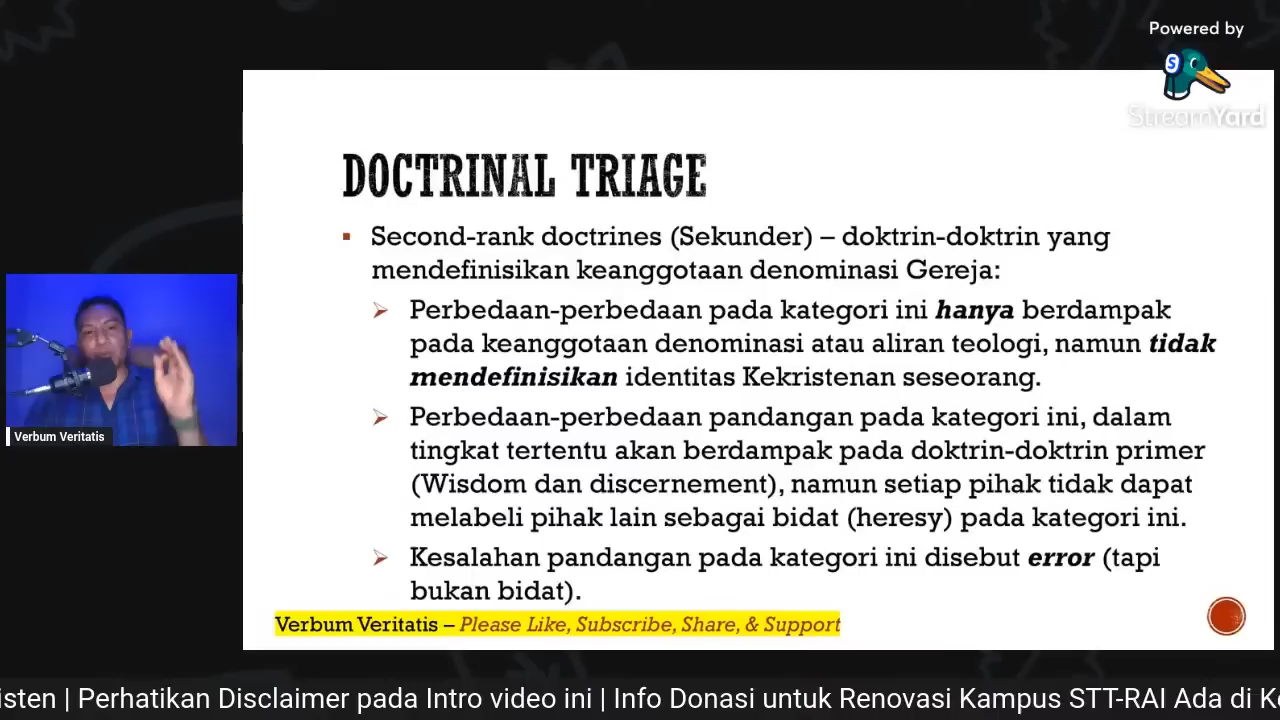 Powered by
StreamYard
DOCTRINAL TRIAGE
Second-rank doctrines (Sekunder) – doktrin-doktrin yang
mendefinisikan keanggotaan denominasi Gereja:
Perbedaan-perbedaan pada kategori ini hanya berdampak
pada keanggotaan denominasi atau aliran teologi, namun tidak
mendefinisikan identitas Kekristenan seseorang.
Perbedaan-perbedaan pandangan pada kategori ini, dalam
tingkat tertentu akan berdampak pada doktrin-doktrin primer
(Wisdom dan discernement), namun setiap pihak tidak dapat
melabeli pihak lain sebagai bidat (heresy) pada kategori ini.
Kesalahan pandangan pada kategori ini disebut error (tapi
bukan bidat).
Verbum Veritatis – Please Like, Subscribe, Share, & Support
Verbum Veritatis
isten | Perhatikan Disclaimer pada Intro video ini | Info Donasi untuk Renovasi Kampus STT-RAI Ada di K